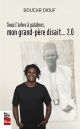 BOUCAR DIOUF
Sous l'arbre à palabres,
mon grand-père disait... 2.0